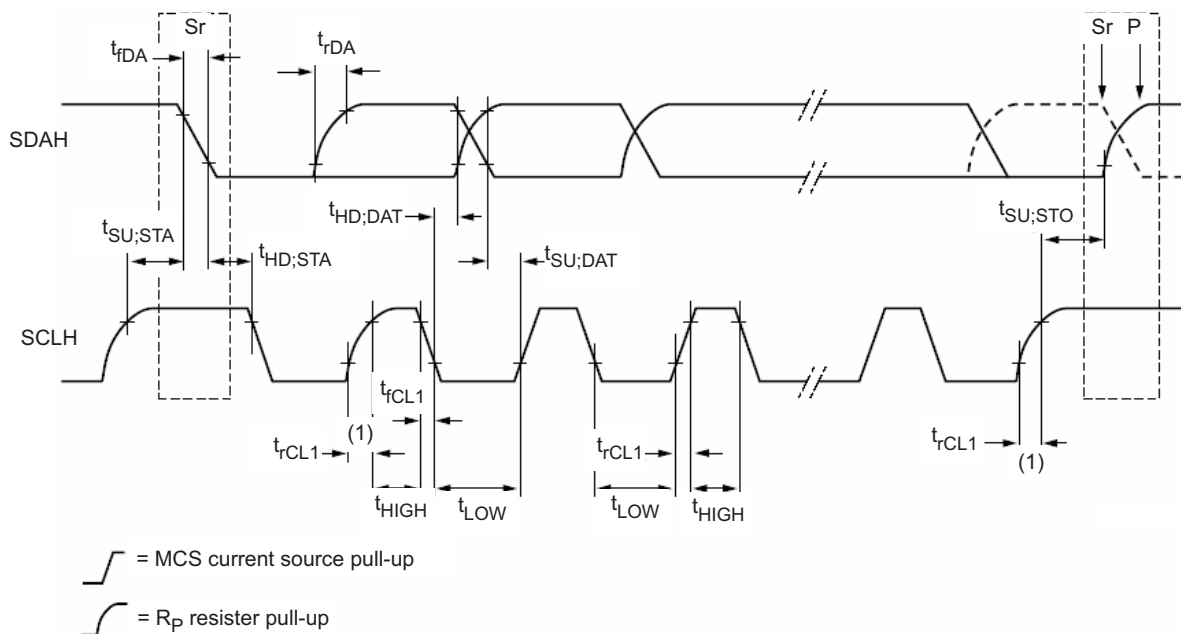 Sr
Sr P
tfDA
trDA
SDAH
tHD;DAT
tSU;STO
tSU;STA
tHD;STA
tSU;DAT
SCLH
tfCL1
(1)
trCL1
trCL1
trCL1
(1)
tHIGH
tLOW
tLOW
tHIGH
= MCS current source pull-up
= RP resister pull-up